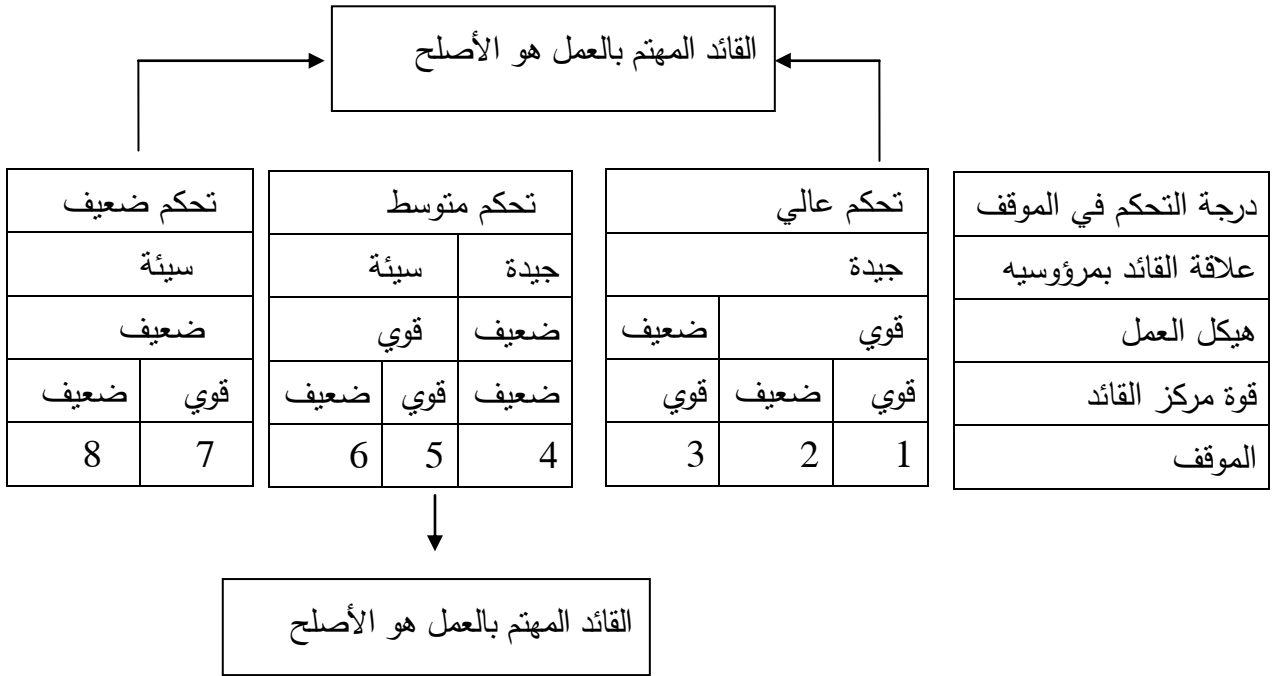 القائد المهتم بالعمل هو الأصلح
درجة التحكم في الموقف تحكم عالي تحكم متوسط تحكم ضعيف
علاقة القائد بمرؤوسيه جيدة جيدة سيئة سيئة
هيكل العمل قوي ضعيف ضعيف قوي ضعيف
قوة مركز القائد قوي ضعيف قوي ضعيف قوي ضعيف قوي ضعيف
الموقف 1 2 3 4 5 6 7 8
القائد المهتم بالعمل هو الأصلح